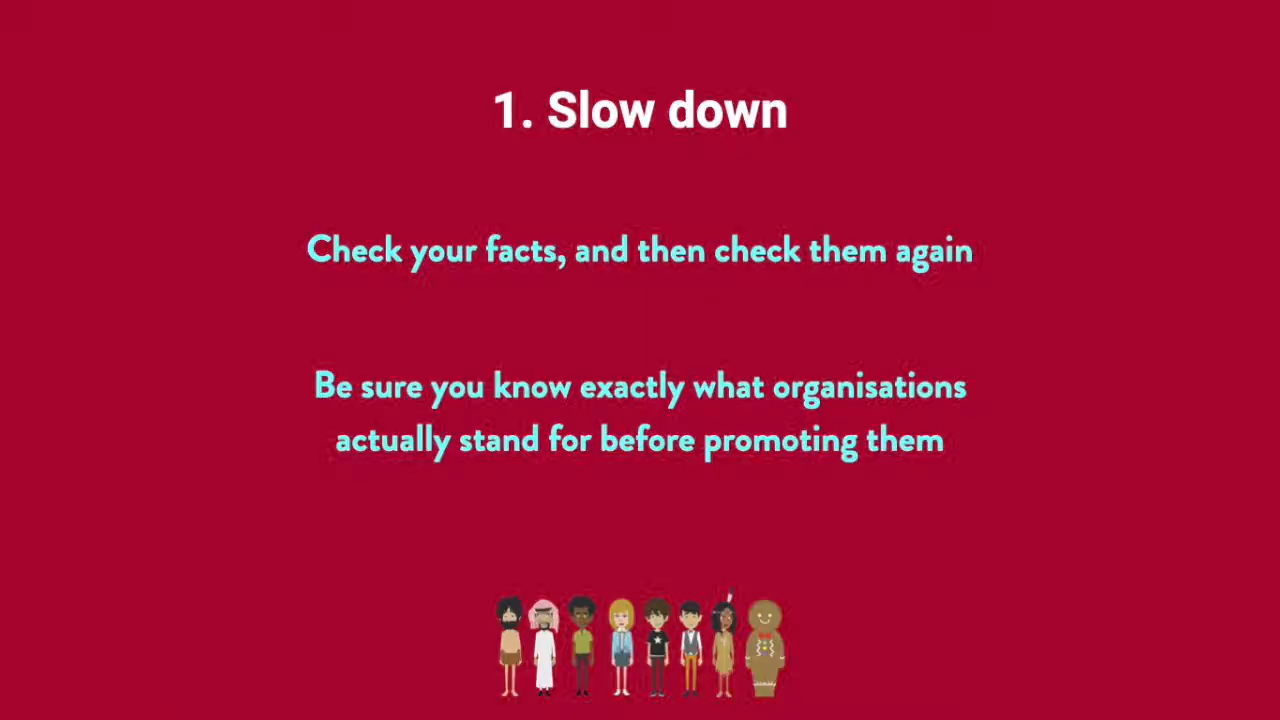 1. Slow down
Check your facts, and then check them again
Be sure you know exactly what organisations
actually stand for before promoting them